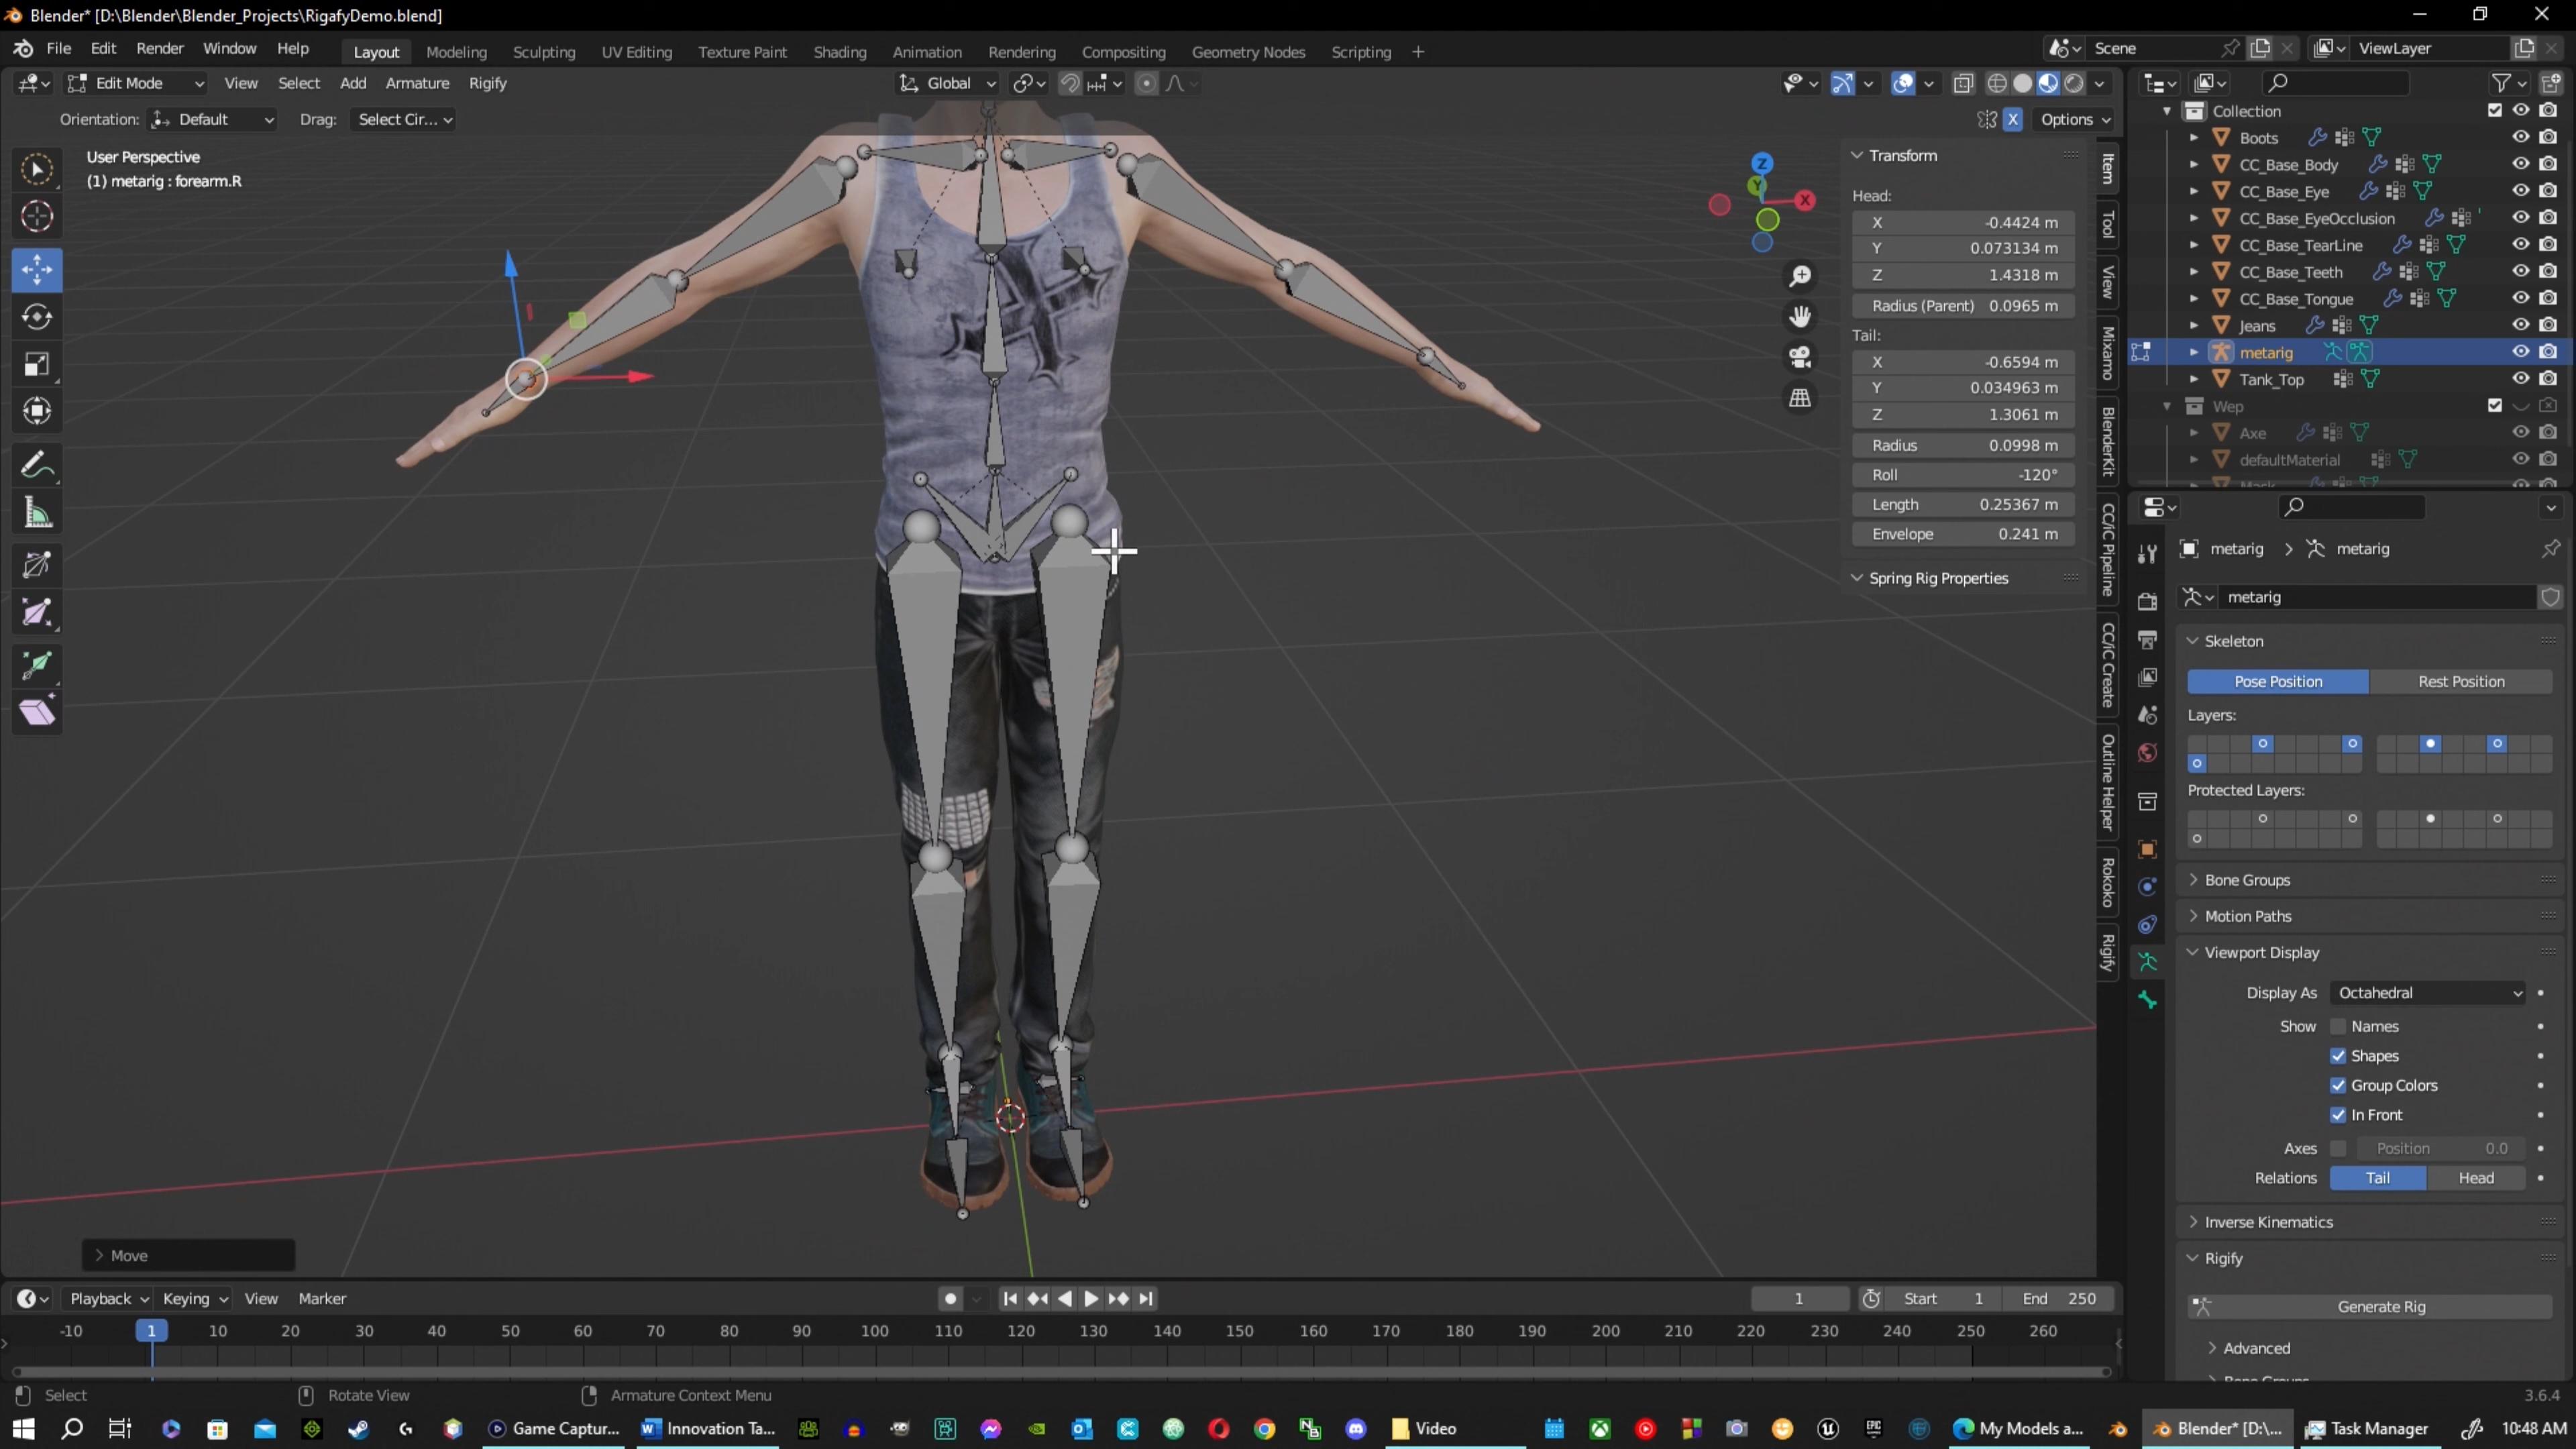 Blender* [D:\Blender\Blender_Projects\RigafyDemo.blend]
File Edit Render Window Help Layout Modeling Sculpting UV Editing Texture Paint Shading Animation Rendering Compositing Geometry Nodes Scripting + Scene ViewLayer
Edit Mode View Select Add Armature Rigify Global
Orientation: Default Drag: Select Cir... X Options
User Perspective
(1) metarig : forearm.R
Z
Y
X
Transform
Head:
X -0.4424 m
Y 0.073134 m
Z 1.4318 m
Radius (Parent) 0.0965 m
Tail:
X -0.6594 m
Y 0.034963 m
Z 1.3061 m
Radius 0.0998 m
Roll -120°
Length 0.25367 m
Envelope 0.241 m
Spring Rig Properties
Item
Tool
View
Mixamo
BlenderKit
CC/iC Pipeline
CC/iC Create
Outline Helper
Rokoko
Rigify
Collection
Boots
CC_Base_Body
CC_Base_Eye
CC_Base_EyeOcclusion
CC_Base_TearLine
CC_Base_Teeth
CC_Base_Tongue
Jeans
metarig
Tank_Top
Wep
Axe
defaultMaterial
metarig > metarig
metarig
Skeleton
Pose Position Rest Position
Layers:
Protected Layers:
Bone Groups
Motion Paths
Viewport Display
Display As Octahedral
Show Names
Shapes
Group Colors
In Front
Axes Position 0.0
Relations Tail Head
Inverse Kinematics
Rigify
Generate Rig
Advanced
Move
Playback Keying View Marker 1 Start 1 End 250
-10 1 10 20 30 40 50 60 70 80 90 100 110 120 130 140 150 160 170 180 190 200 210 220 230 240 250 260
Select Rotate View Armature Context Menu 3.6.4
Game Captur... Innovation Ta... Video My Models a... Blender* [D:\... Task Manager 10:48 AM